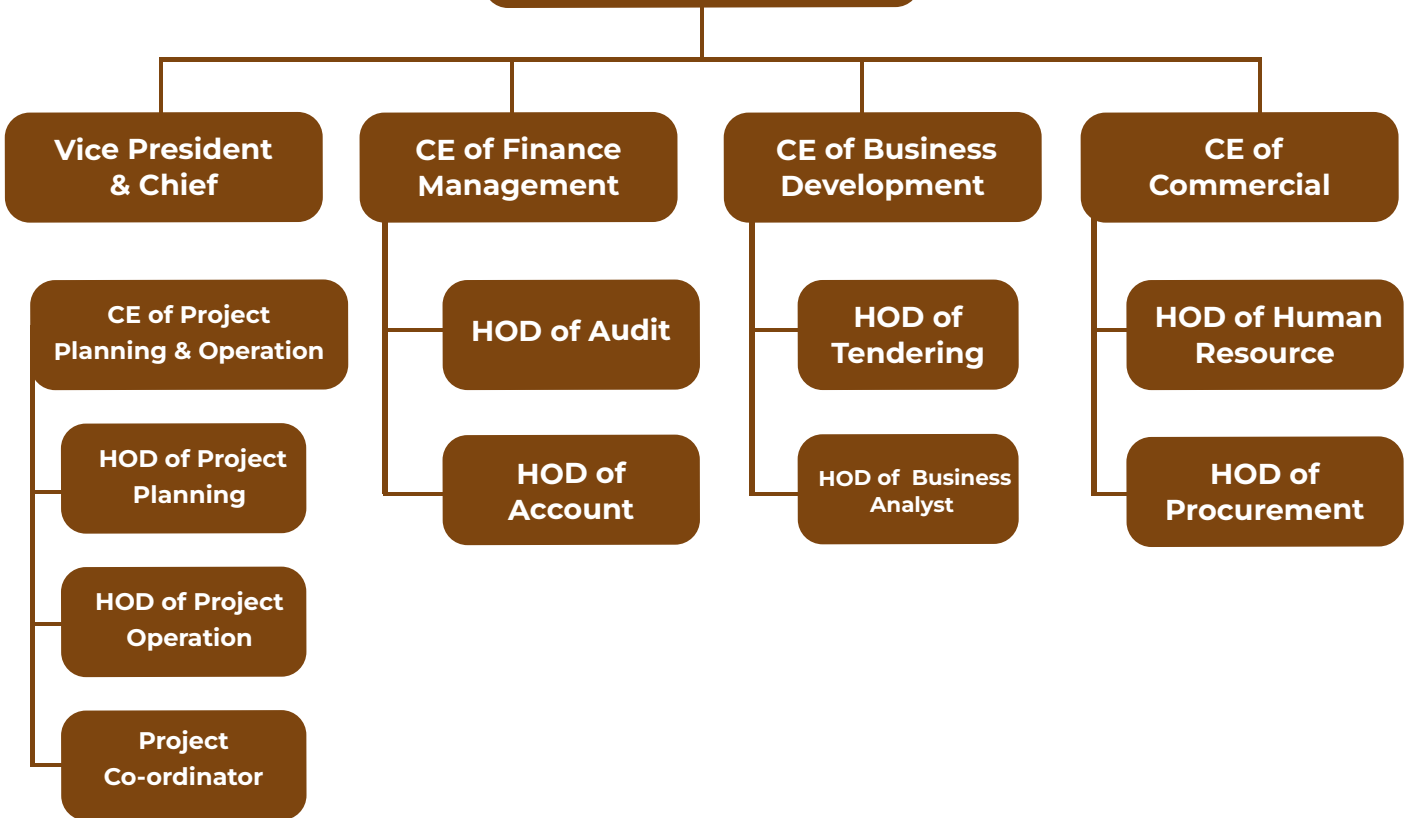 Vice President
& Chief
CE of Finance
Management
CE of Business
Development
CE of
Commercial
CE of Project
Planning & Operation
HOD of Project
Planning
HOD of Project
Operation
Project
Co-ordinator
HOD of Audit
HOD of
Account
HOD of
Tendering
HOD of Business
Analyst
HOD of Human
Resource
HOD of
Procurement